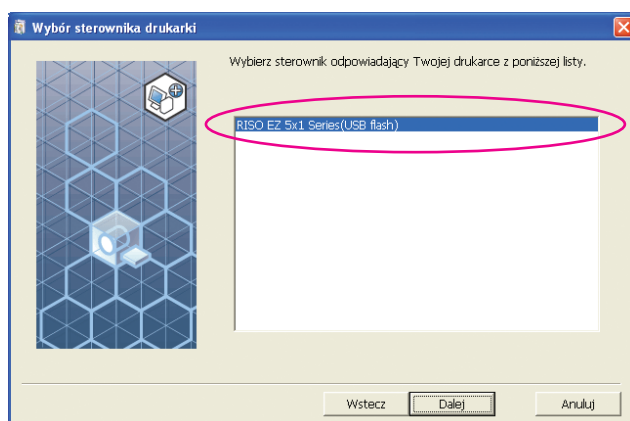 Wybór sterownika drukarki
Wybierz sterownik odpowiadający Twojej drukarce z poniższej listy.
RISO EZ 5x1 Series(USB flash)
Wstecz
Dalej
Anuluj